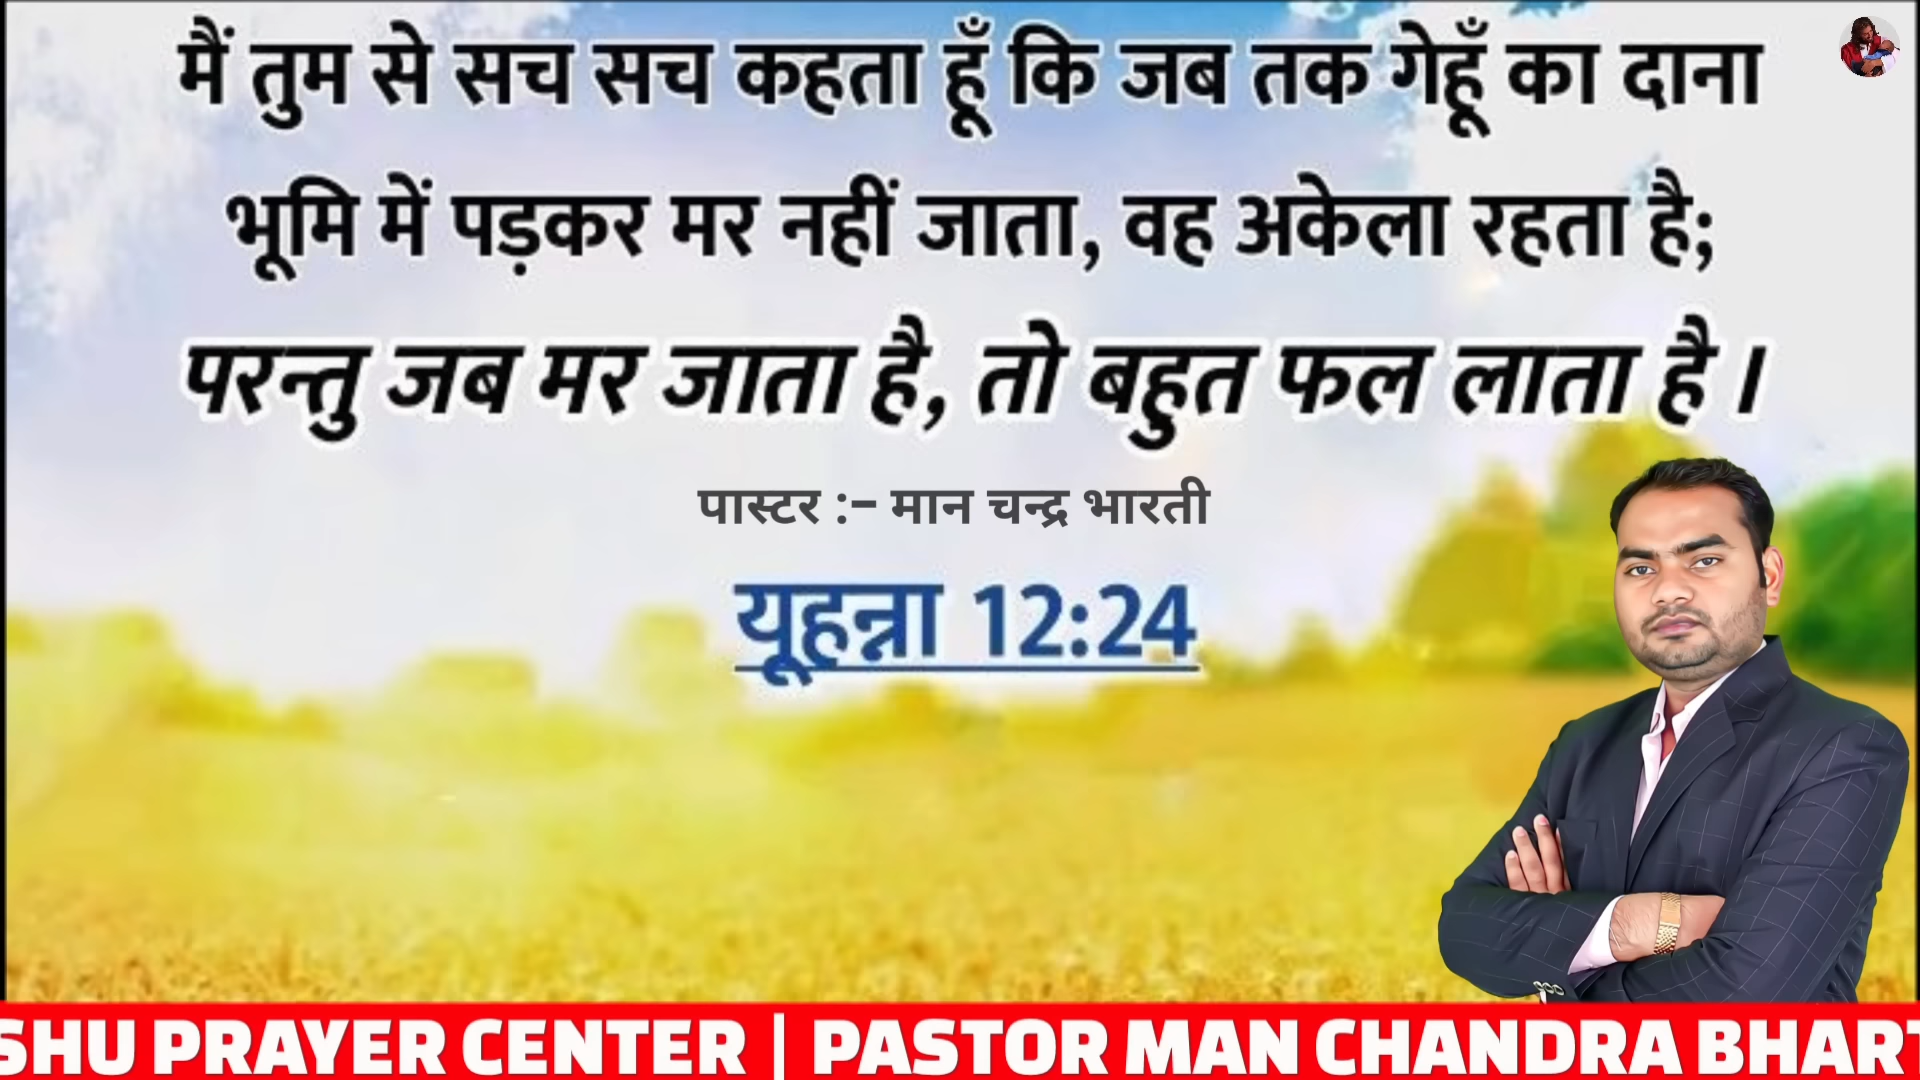 मैं तुम से सच सच कहता हूँ कि जब तक गेहूँ का दाना
भूमि में पड़कर मर नहीं जाता, वह अकेला रहता है;
परन्तु जब मर जाता है, तो बहुत फल लाता है।
पास्टर :- मान चन्द्र भारती
यूहन्ना 12:24
SHU PRAYER CENTER | PASTOR MAN CHANDRA BHART